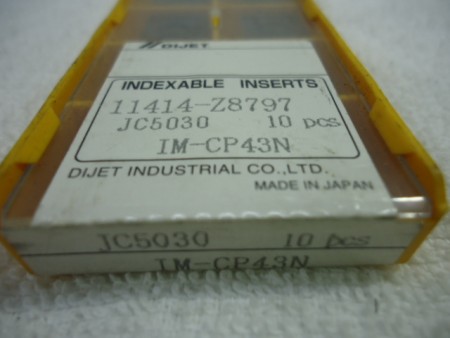 DIJET
INDEXABLE INSERTS
11414-Z8797
JC5030 10 pcs
IM-CP43N
DIJET INDUSTRIAL CO.,LTD.
MADE IN JAPAN
JC5030 10 pcs
IM-CP43N